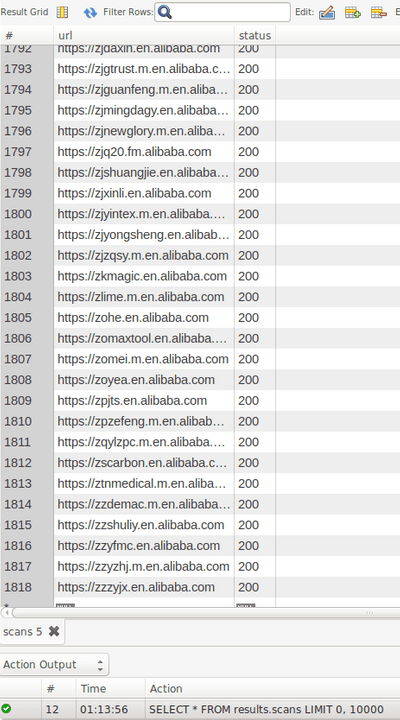 Result Grid Filter Rows: Edit:
# url status
1792 https://zjdaxin.en.alibaba.com 200
1793 https://zjgtrust.m.en.alibaba.c... 200
1794 https://zjguanfeng.m.en.aliba... 200
1795 https://zjmingdagy.en.alibab... 200
1796 https://zjnewglory.m.en.aliba... 200
1797 https://zjq20.fm.alibaba.com 200
1798 https://zjshuangjie.en.alibab... 200
1799 https://zjxinli.en.alibaba.com 200
1800 https://zjyintex.m.en.alibaba.... 200
1801 https://zjyongsheng.en.alibab... 200
1802 https://zjzqsy.m.en.alibaba.com 200
1803 https://zkmagic.en.alibaba.com 200
1804 https://zlime.m.en.alibaba.com 200
1805 https://zohe.en.alibaba.com 200
1806 https://zomaxtool.en.alibaba.... 200
1807 https://zomei.m.en.alibaba.com 200
1808 https://zoyea.en.alibaba.com 200
1809 https://zpjts.en.alibaba.com 200
1810 https://zpzefeng.m.en.alibab... 200
1811 https://zqylzpc.m.en.alibaba.... 200
1812 https://zscarbon.en.alibaba.c... 200
1813 https://ztnmedical.m.en.aliba... 200
1814 https://zzdemac.m.en.alibaba... 200
1815 https://zzshuliy.en.alibaba.com 200
1816 https://zzyfmc.en.alibaba.com 200
1817 https://zzyzhj.m.en.alibaba.com 200
1818 https://zzzyjx.en.alibaba.com 200
scans 5
Action Output
# Time Action
12 01:13:56 SELECT * FROM results.scans LIMIT 0, 10000